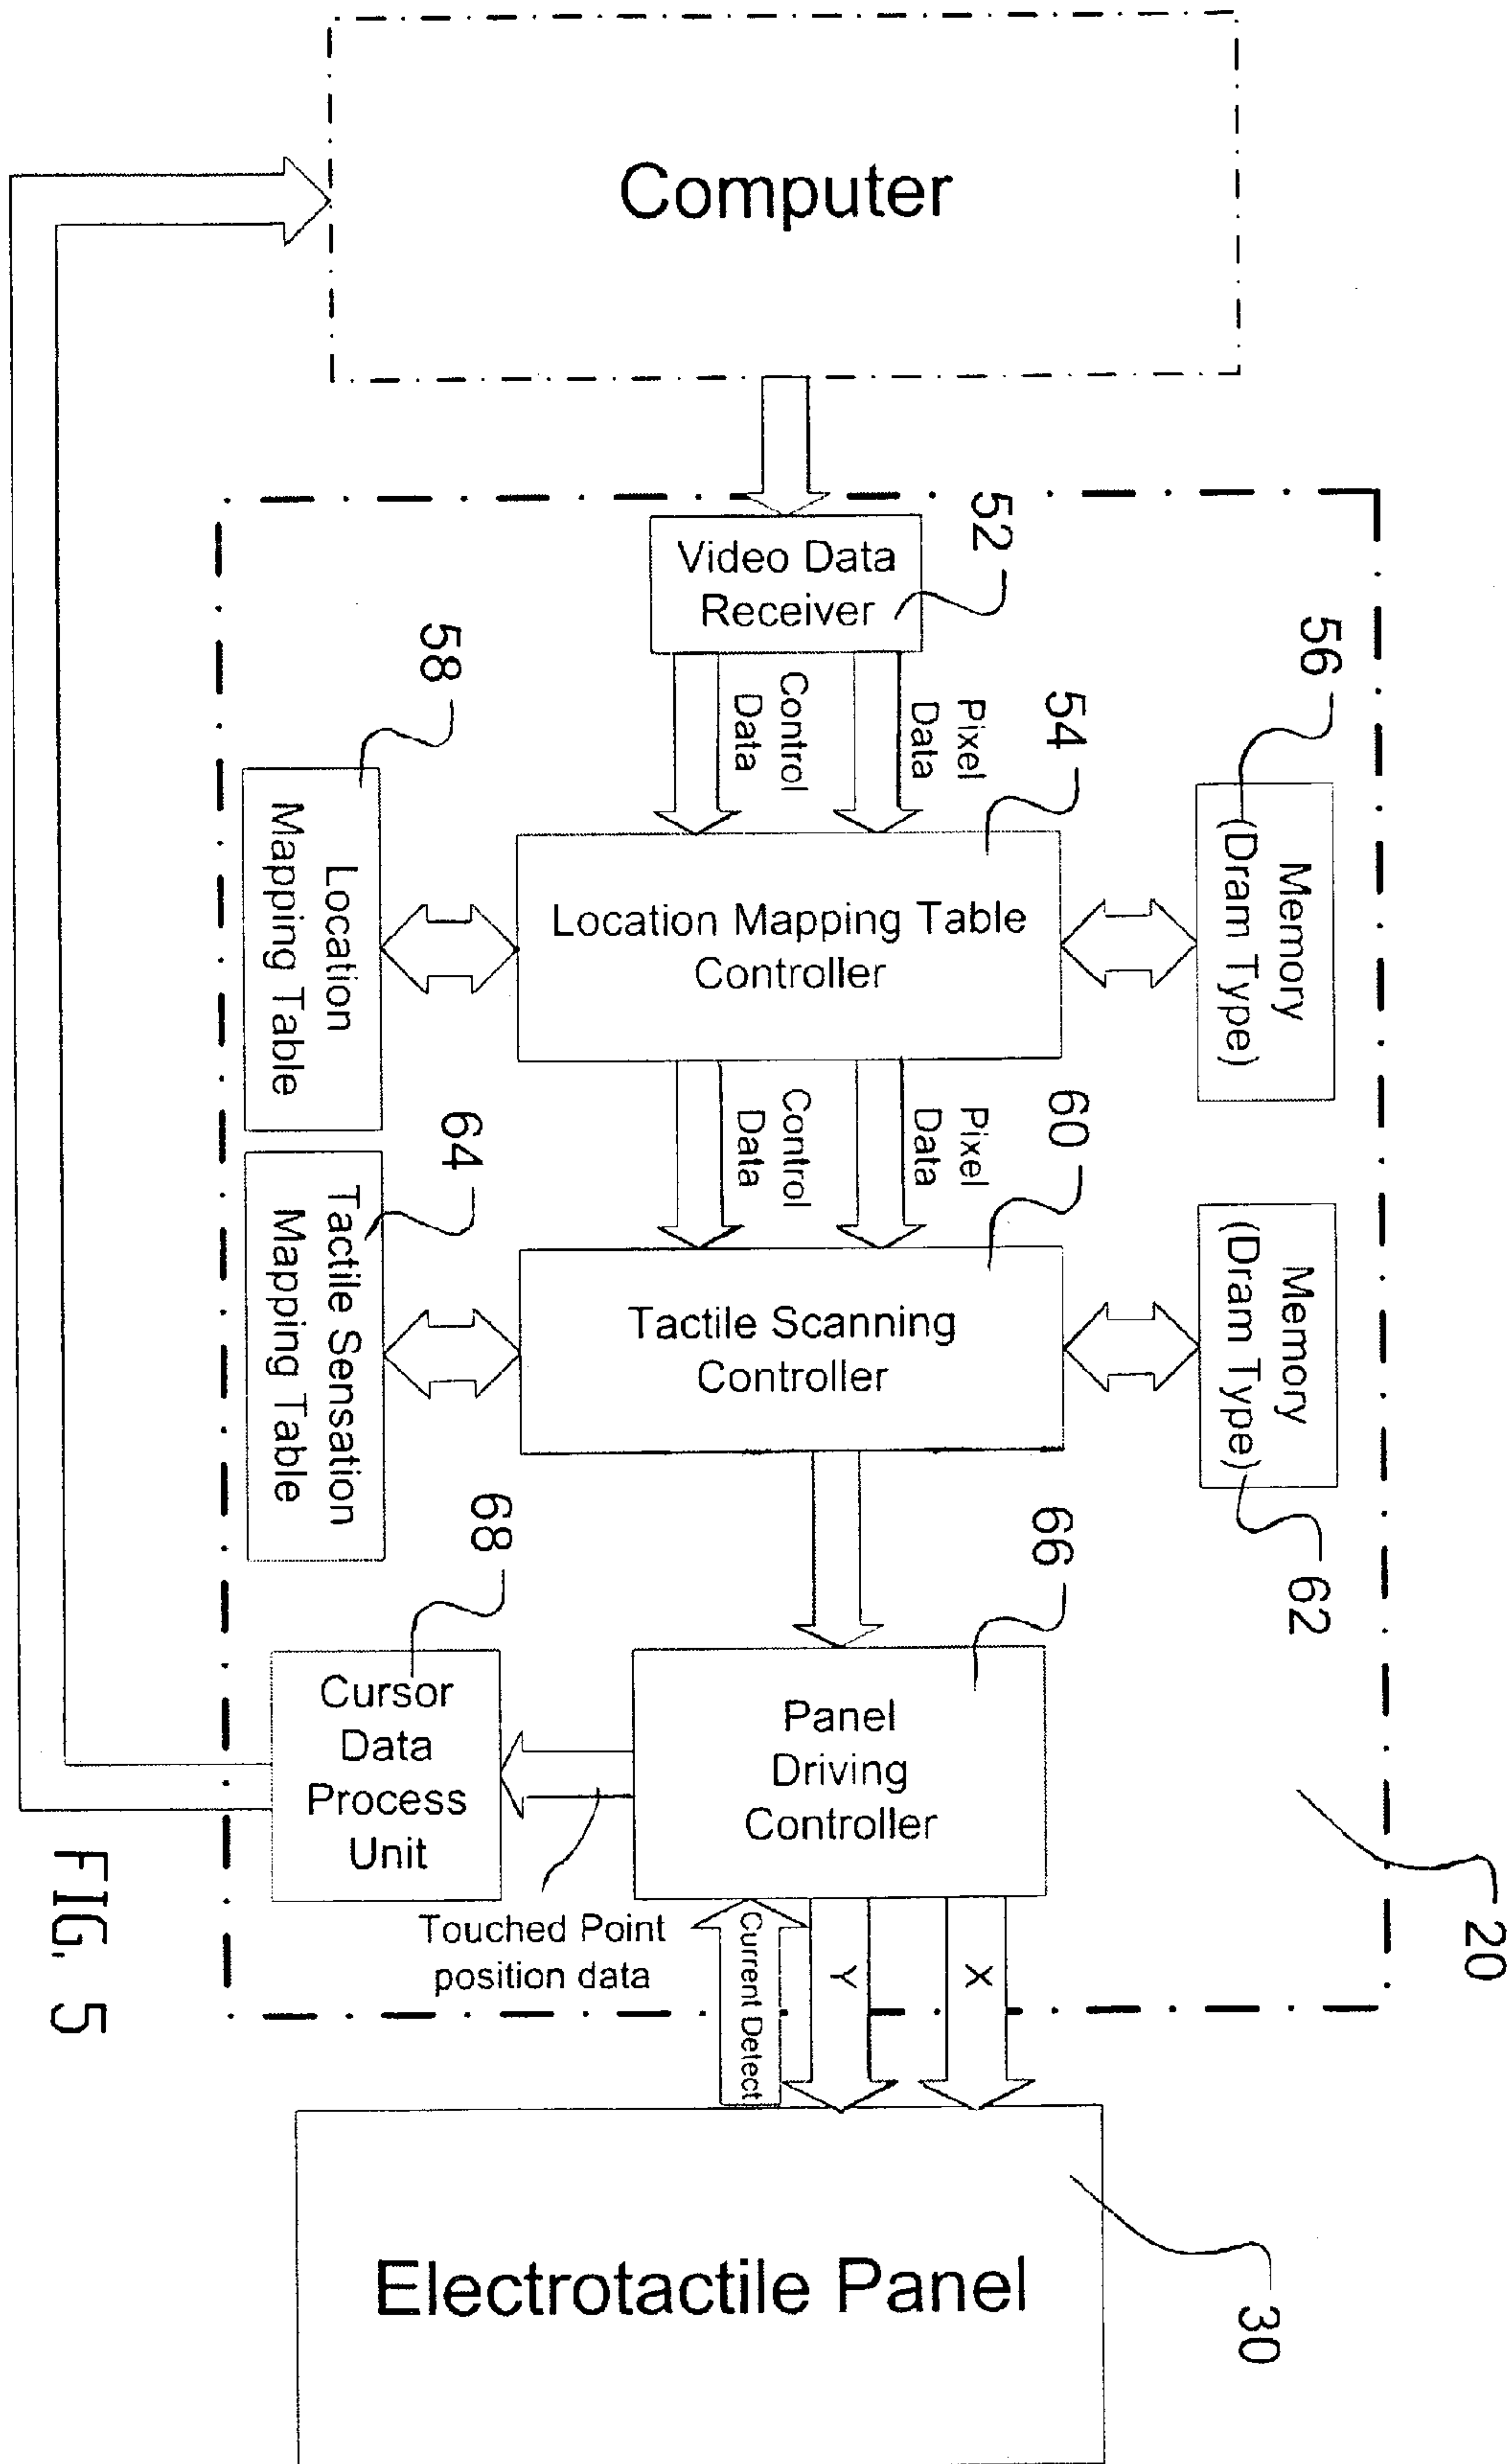 Computer
52
Video Data
Receiver
56
Memory
(Dram Type)
58
Location
Mapping Table
Control
Data
Pixel
Data
54
Location Mapping Table
Controller
Control
Data
Pixel
Data
60
Tactile Scanning
Controller
Memory
(Dram Type)
62
64
Tactile Sensation
Mapping Table
66
Panel
Driving
Controller
68
Cursor
Data
Process
Unit
Touched Point
position data
Current Detect
Y
X
20
Electrotactile Panel
30
FIG. 5